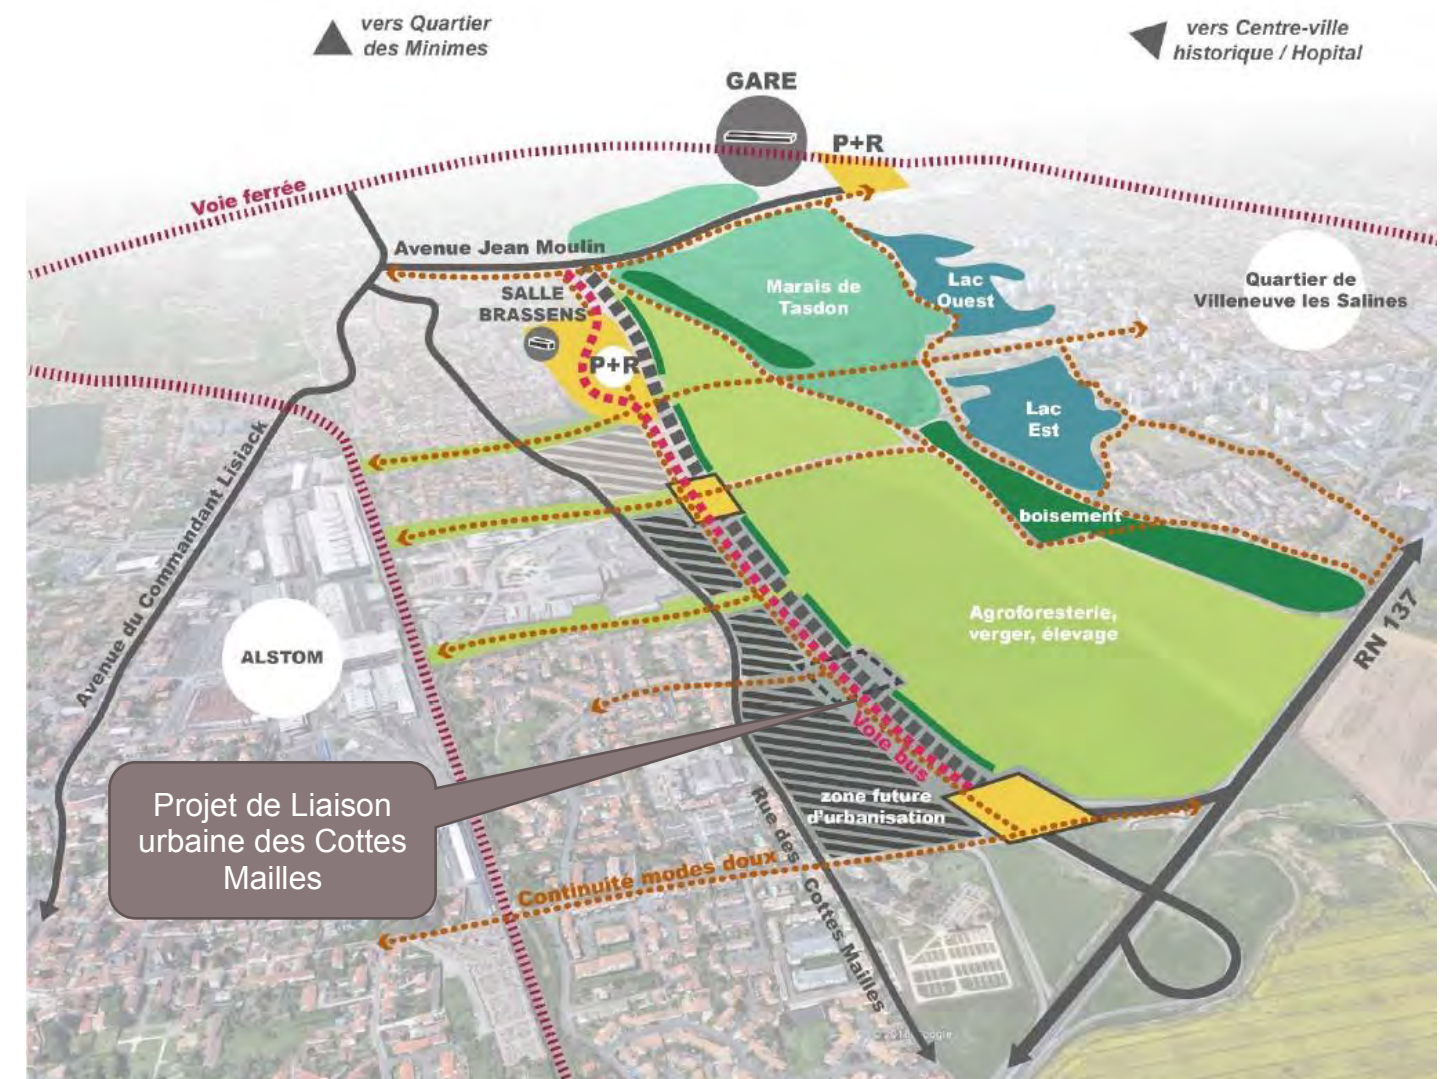 vers Quartier
des Minimes
vers Centre-ville
historique / Hopital
GARE
P+R
Voie ferrée
Avenue Jean Moulin
SALLE
BRASSENS
P+R
Marais de
Tasdon
Lac
Ouest
Quartier de
Villeneuve les Salines
Lac
Est
Avenue du Commandant Lisiack
boisement
Agroforesterie,
verger, élevage
RN 137
ALSTOM
Voie bus
Projet de Liaison
urbaine des Cottes
Mailles
zone future
d'urbanisation
Rue des Cottes Mailles
Continuité modes doux